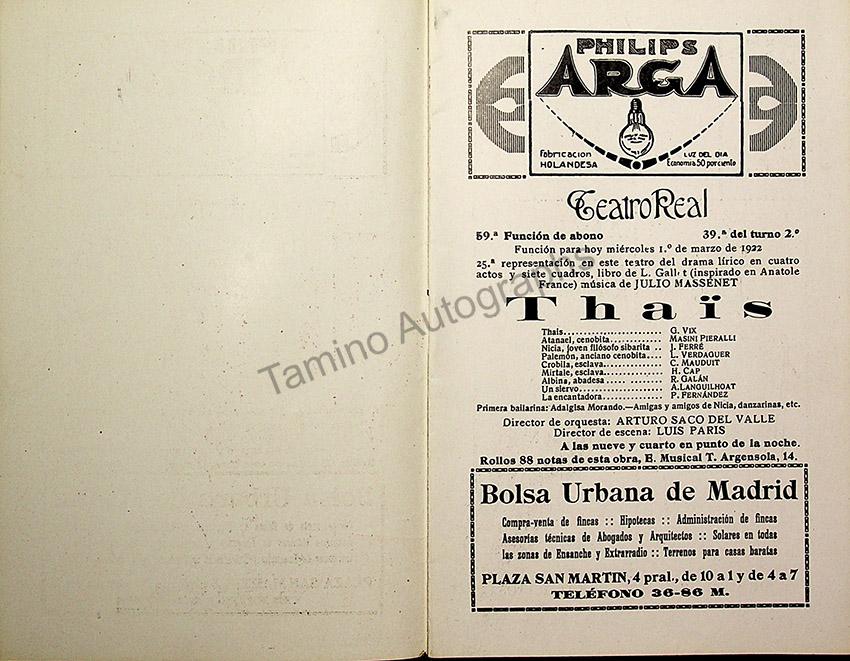 PHILIPS
ARGA
Fabricacion
HOLANDESA
LUZ DEL DIA
Economia 50 por ciento
Teatro Real
59.ª Función de abono 39.ª del turno 2.º
Función para hoy miércoles 1.º de marzo de 1922
25.ª representación en este teatro del drama lírico en cuatro
actos y siete cuadros, libro de L. Gall t (inspirado en Anatole
France) música de JULIO MASSENET
Thaïs
Thais........................ G. VIX
Atanael, cenobita............ MASINI PIERALLI
Nicia, joven filósofo sibarita .. J. FERRÉ
Palemón, anciano cenobita.... L. VERDAGUER
Crobila, esclava............. C. MAUDUIT
Mirtale, esclava............. H. CAP
Albina, abadesa .... ........ R. GALÁN
Un siervo.................... A. LANGUILHOAT
La encantadora............... P. FERNÁNDEZ
Primera bailarina: Adalgisa Morando.—Amigas y amigos de Nicia, danzarinas, etc.
Director de orquesta: ARTURO SACO DEL VALLE
Director de escena: LUIS PARIS
A las nueve y cuarto en punto de la noche.
Rollos 88 notas de esta obra, E. Musical T. Argensola, 14.
Bolsa Urbana de Madrid
Compra-venta de fincas :: Hipotecas :: Administración de fincas
Asesorías técnicas de Abogados y Arquitectos :: Solares en todas
las zonas de Ensanche y Extrarradio :: Terrenos para casas baratas
PLAZA SAN MARTIN, 4 pral., de 10 a 1 y de 4 a 7
TELÉFONO 36-86 M.
Tamino Autographs